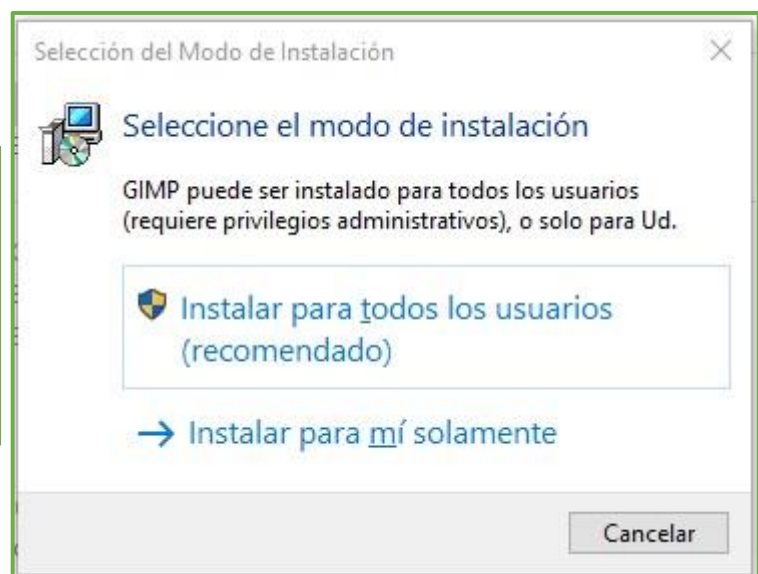 Selección del Modo de Instalación
Seleccione el modo de instalación
GIMP puede ser instalado para todos los usuarios
(requiere privilegios administrativos), o solo para Ud.
Instalar para todos los usuarios
(recomendado)
Instalar para mí solamente
Cancelar